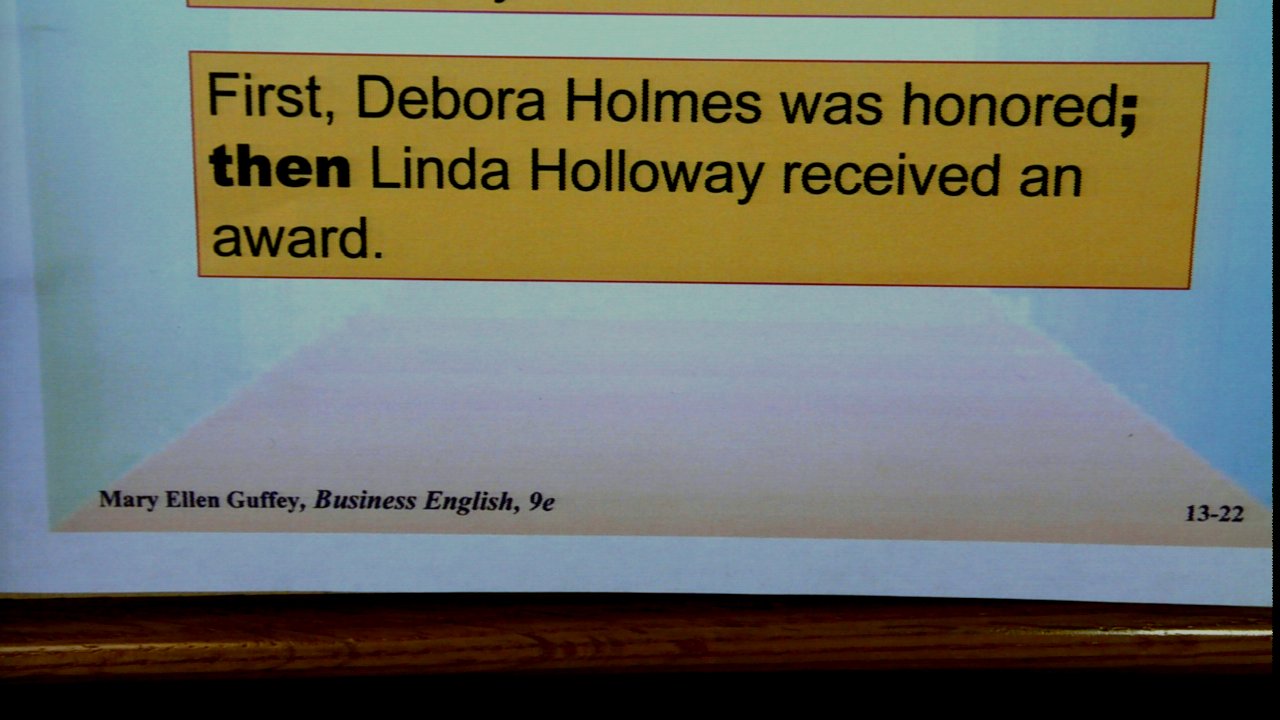 First, Debora Holmes was honored;
then Linda Holloway received an
award.
Mary Ellen Guffey, Business English, 9e
13-22